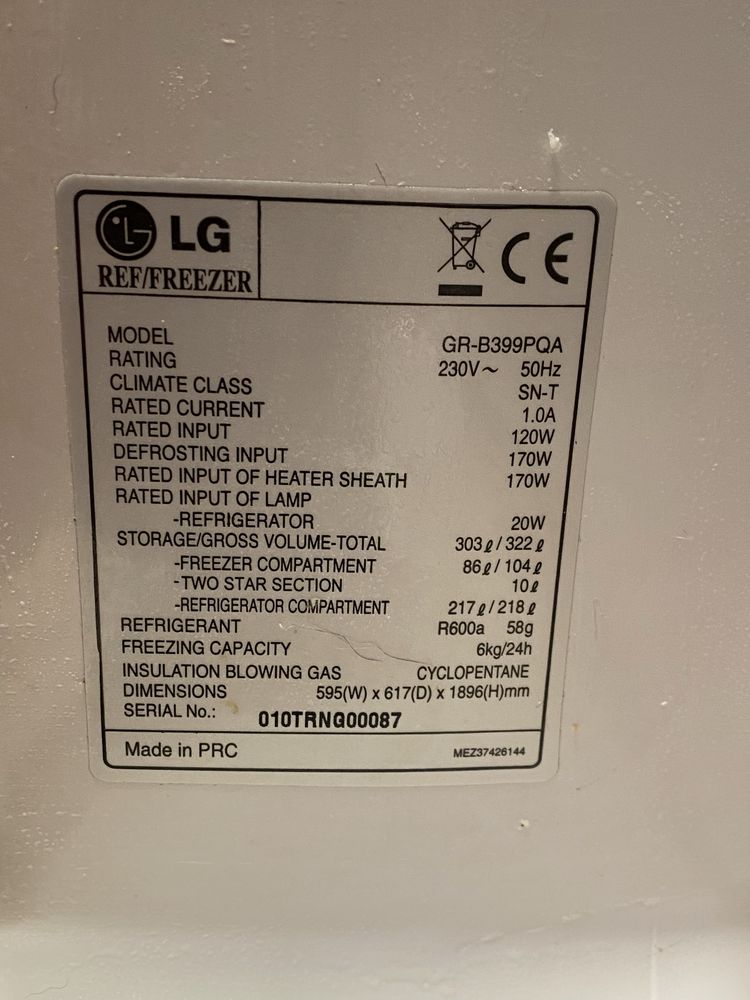 LG
REF/FREEZER
CE
MODEL GR-B399PQA
RATING 230V~ 50Hz
CLIMATE CLASS SN-T
RATED CURRENT 1.0A
RATED INPUT 120W
DEFROSTING INPUT 170W
RATED INPUT OF HEATER SHEATH 170W
RATED INPUT OF LAMP
-REFRIGERATOR 20W
STORAGE/GROSS VOLUME-TOTAL 303ℓ/322ℓ
-FREEZER COMPARTMENT 86ℓ/104ℓ
-TWO STAR SECTION 10ℓ
-REFRIGERATOR COMPARTMENT 217ℓ/218ℓ
REFRIGERANT R600a 58g
FREEZING CAPACITY 6kg/24h
INSULATION BLOWING GAS CYCLOPENTANE
DIMENSIONS 595(W) x 617(D) x 1896(H)mm
SERIAL No.: 010TRNG00087
Made in PRC MEZ37426144